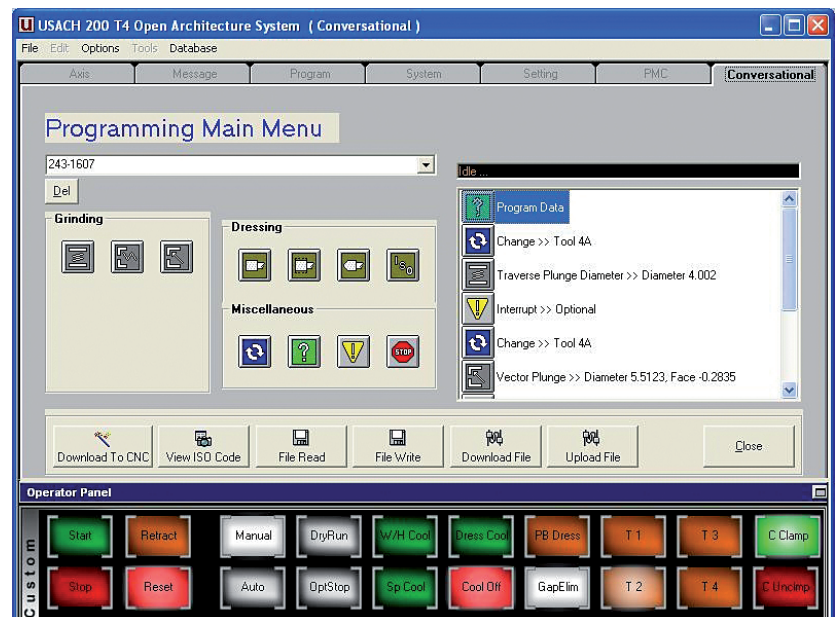 USACH 200 T4 Open Architecture System ( Conversational )
File Edit Options Tools Database
Axis Message Program System Setting PMC Conversational
Programming Main Menu
243-1607
Idle ...
Del
Program Data
Grinding
Dressing
Change >> Tool 4A
ISO
Traverse Plunge Diameter >> Diameter 4.002
Miscellaneous
Interrupt >> Optional
STOP
Change >> Tool 4A
Vector Plunge >> Diameter 5.5123, Face -0.2835
Download To CNC View ISO Code File Read File Write Download File Upload File Close
Operator Panel
Custom
Start Retract Manual DryRun W/H Cool Dress Cool PB Dress T 1 T 3 C Clamp
Stop Reset Auto OptStop Sp Cool Cool Off GapElim T 2 T 4 C Unclmp